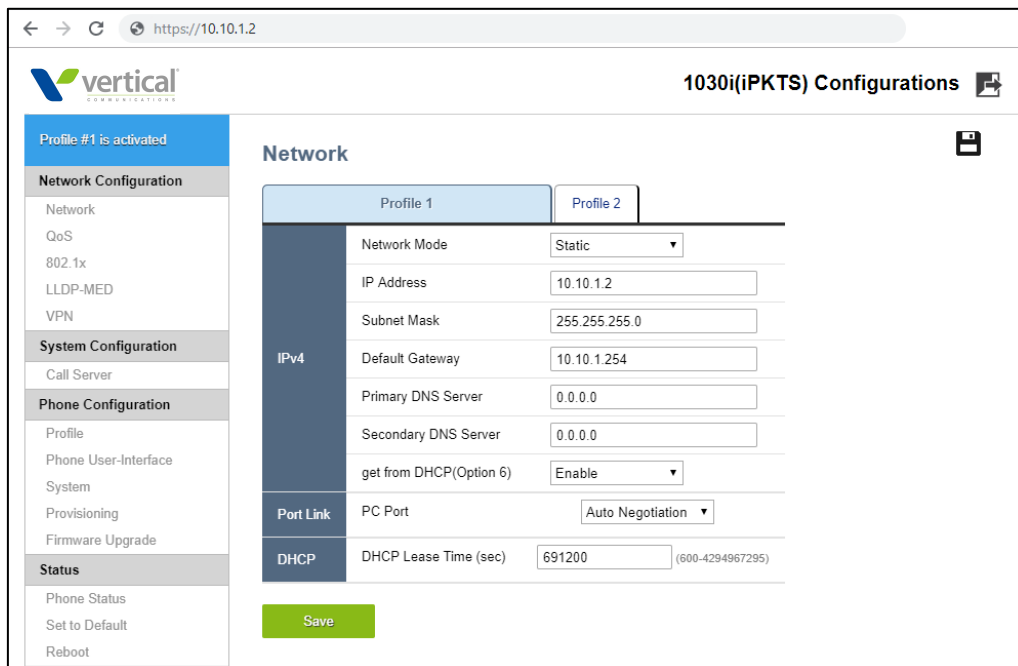 https://10.10.1.2
vertical
COMMUNICATIONS
1030i(iPKTS) Configurations
Profile #1 is activated
Network Configuration
Network
QoS
802.1x
LLDP-MED
VPN
System Configuration
Call Server
Phone Configuration
Profile
Phone User-Interface
System
Provisioning
Firmware Upgrade
Status
Phone Status
Set to Default
Reboot
Network
Profile 1 Profile 2
IPv4
Network Mode Static
IP Address 10.10.1.2
Subnet Mask 255.255.255.0
Default Gateway 10.10.1.254
Primary DNS Server 0.0.0.0
Secondary DNS Server 0.0.0.0
get from DHCP(Option 6) Enable
Port Link PC Port Auto Negotiation
DHCP DHCP Lease Time (sec) 691200 (600-4294967295)
Save